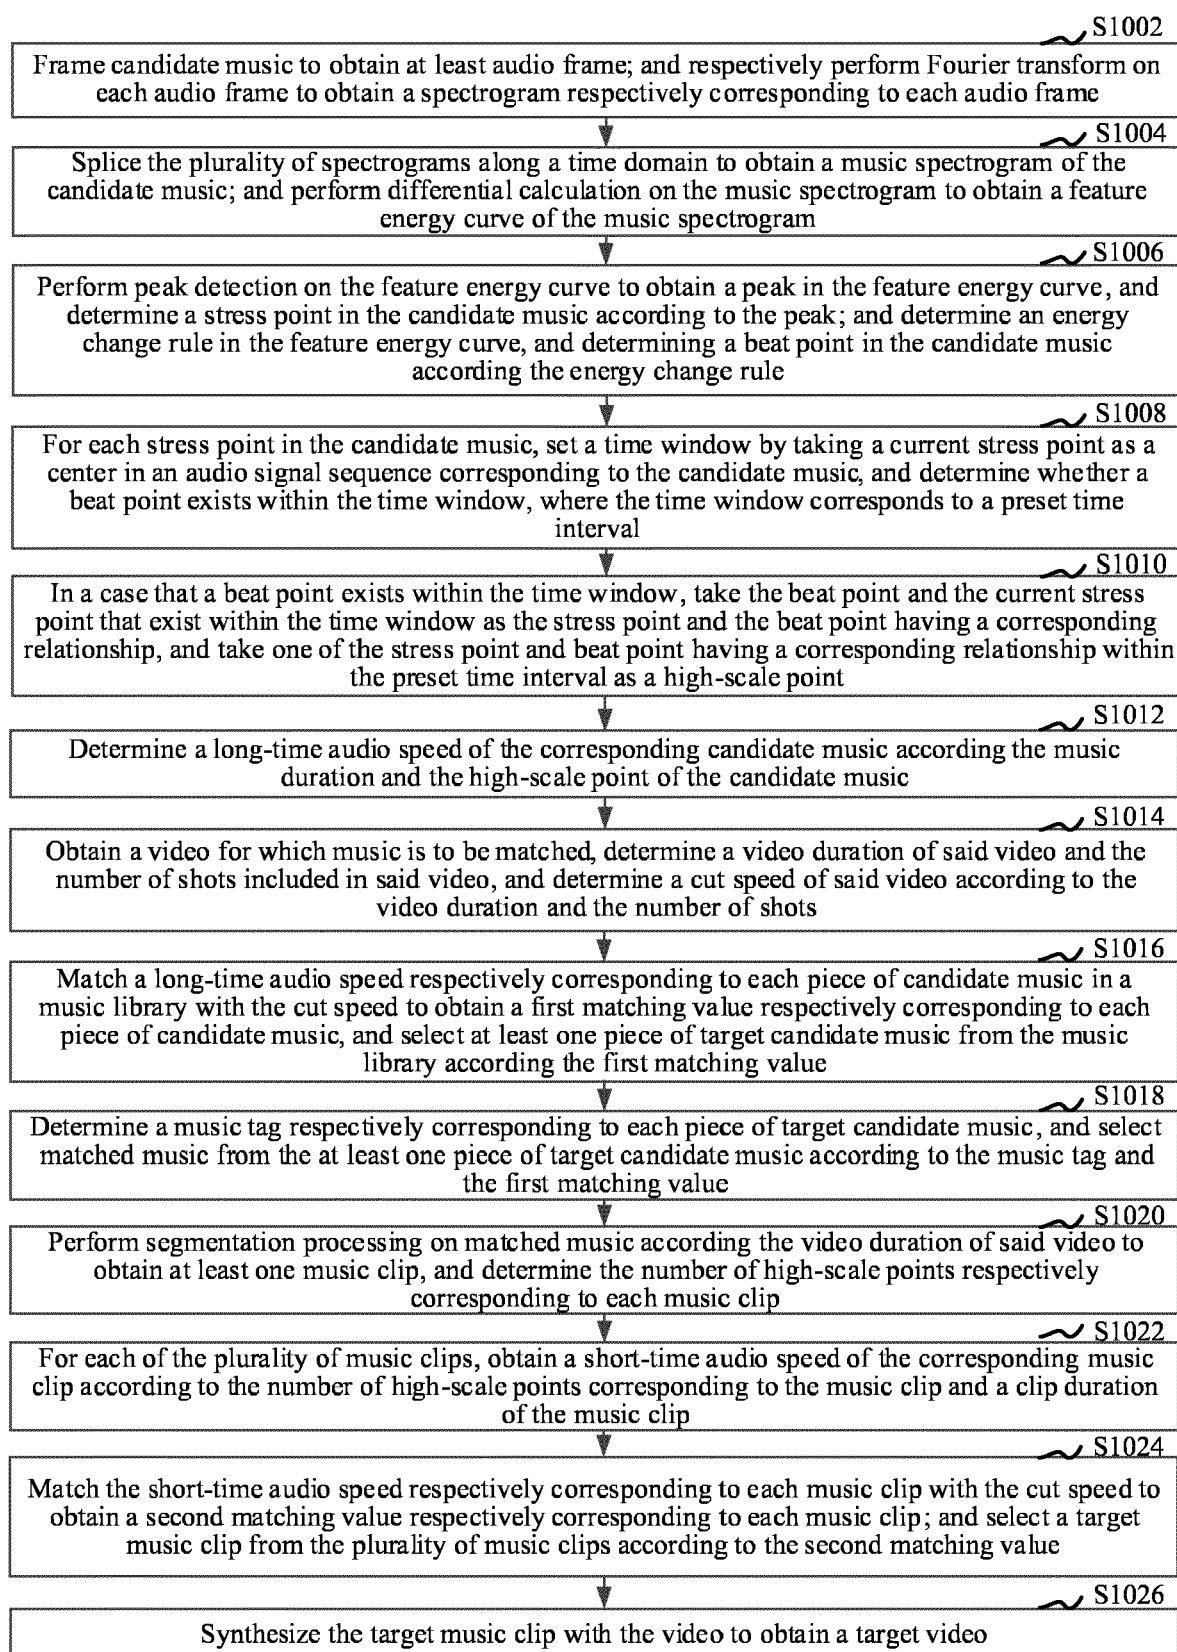 S1002
Frame candidate music to obtain at least audio frame; and respectively perform Fourier transform on
each audio frame to obtain a spectrogram respectively corresponding to each audio frame
S1004
Splice the plurality of spectrograms along a time domain to obtain a music spectrogram of the
candidate music; and perform differential calculation on the music spectrogram to obtain a feature
energy curve of the music spectrogram
S1006
Perform peak detection on the feature energy curve to obtain a peak in the feature energy curve, and
determine a stress point in the candidate music according to the peak; and determine an energy
change rule in the feature energy curve, and determining a beat point in the candidate music
according the energy change rule
S1008
For each stress point in the candidate music, set a time window by taking a current stress point as a
center in an audio signal sequence corresponding to the candidate music, and determine whether a
beat point exists within the time window, where the time window corresponds to a preset time
interval
S1010
In a case that a beat point exists within the time window, take the beat point and the current stress
point that exist within the time window as the stress point and the beat point having a corresponding
relationship, and take one of the stress point and beat point having a corresponding relationship within
the preset time interval as a high-scale point
S1012
Determine a long-time audio speed of the corresponding candidate music according the music
duration and the high-scale point of the candidate music
S1014
Obtain a video for which music is to be matched, determine a video duration of said video and the
number of shots included in said video, and determine a cut speed of said video according to the
video duration and the number of shots
S1016
Match a long-time audio speed respectively corresponding to each piece of candidate music in a
music library with the cut speed to obtain a first matching value respectively corresponding to each
piece of candidate music, and select at least one piece of target candidate music from the music
library according the first matching value
S1018
Determine a music tag respectively corresponding to each piece of target candidate music, and select
matched music from the at least one piece of target candidate music according to the music tag and
the first matching value
S1020
Perform segmentation processing on matched music according the video duration of said video to
obtain at least one music clip, and determine the number of high-scale points respectively
corresponding to each music clip
S1022
For each of the plurality of music clips, obtain a short-time audio speed of the corresponding music
clip according to the number of high-scale points corresponding to the music clip and a clip duration
of the music clip
S1024
Match the short-time audio speed respectively corresponding to each music clip with the cut speed to
obtain a second matching value respectively corresponding to each music clip; and select a target
music clip from the plurality of music clips according to the second matching value
S1026
Synthesize the target music clip with the video to obtain a target video